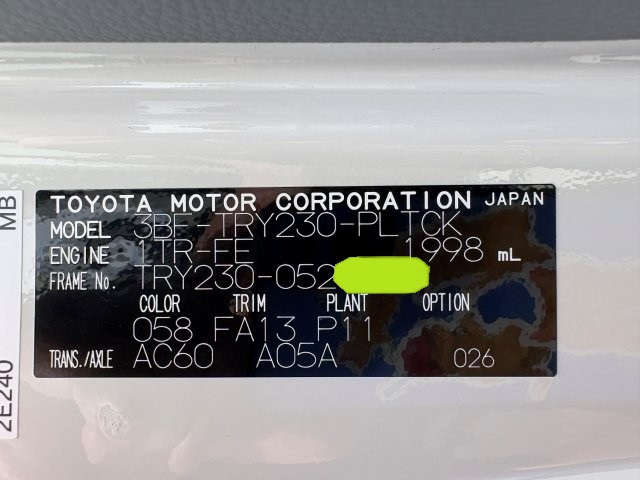 TOYOTA MOTOR CORPORATION JAPAN
MODEL 3BF-TRY230-PLTCK
ENGINE 1TR-FE 1998 mL
FRAME No. TRY230-052
COLOR TRIM PLANT OPTION
058 FA13 P11
TRANS./AXLE AC60 A05A 026
MB
2E240